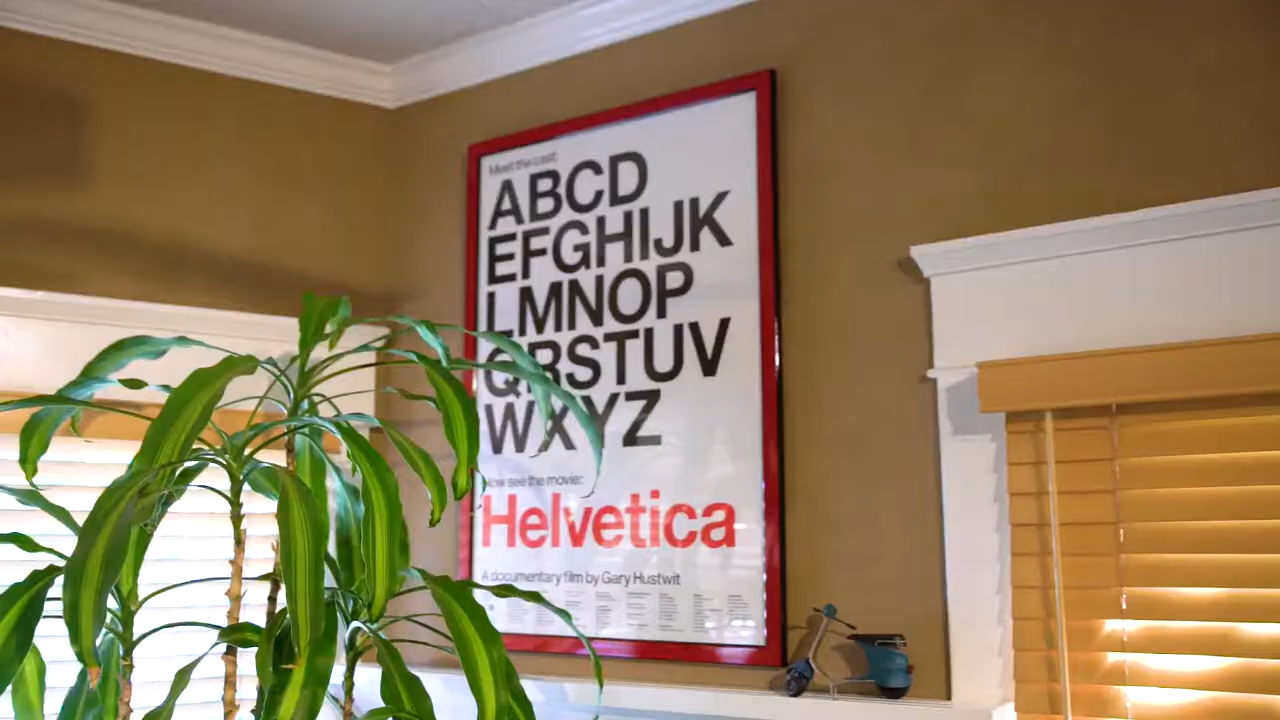 Meet the cast:
ABCD
EFGHIJK
LMNOP
QRSTUV
WXYZ
Now see the movie:
Helvetica
A documentary film by Gary Hustwit